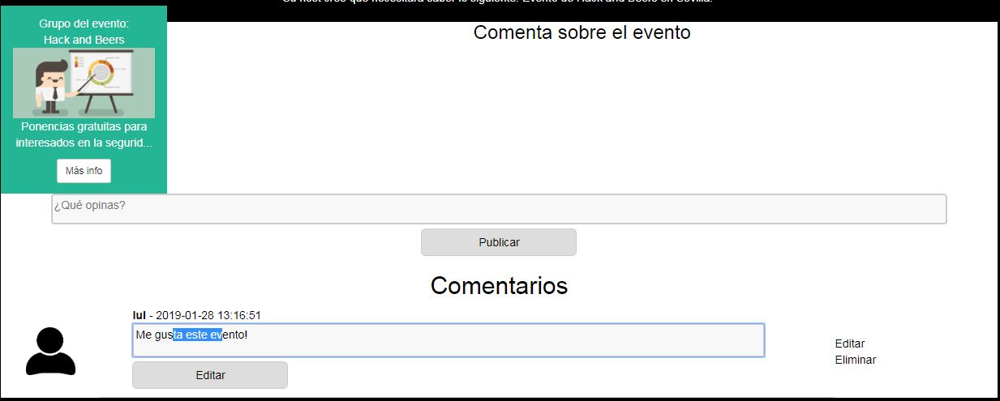 Su host cree que necesitará saber lo siguiente: Evento de Hack and Beers en Sevilla.
Grupo del evento:
Hack and Beers
Ponencias gratuitas para
interesados en la segurid...
Más info
Comenta sobre el evento
¿Qué opinas?
Publicar
Comentarios
lul - 2019-01-28 13:16:51
Me gusta este evento!
Editar
Editar
Eliminar